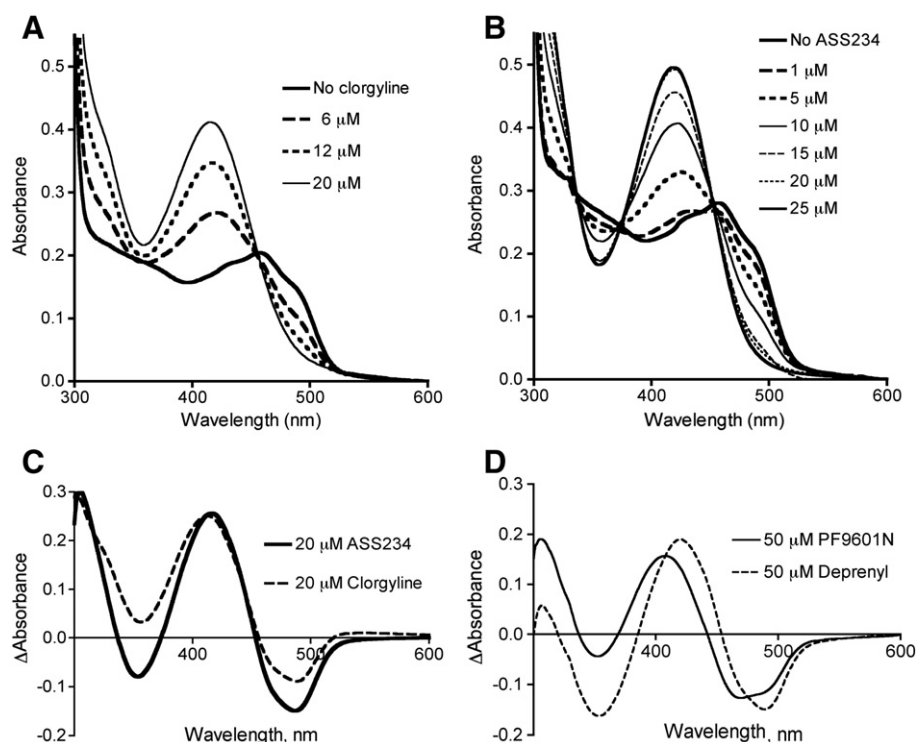 A
No clorgyline
6 μM
12 μM
20 μM
0.5
0.4
0.3
0.2
0.1
0.0
Absorbance
300
400
500
600
Wavelength (nm)
B
No ASS234
1 μM
5 μM
10 μM
15 μM
20 μM
25 μM
0.5
0.4
0.3
0.2
0.1
0.0
Absorbance
300
400
500
600
Wavelength (nm)
C
0.3
0.2
0.1
0.0
-0.1
-0.2
ΔAbsorbance
20 μM ASS234
20 μM Clorgyline
400
500
600
Wavelength, nm
D
0.3
0.2
0.1
0.0
-0.1
-0.2
ΔAbsorbance
50 μM PF9601N
50 μM Deprenyl
400
500
600
Wavelength, nm